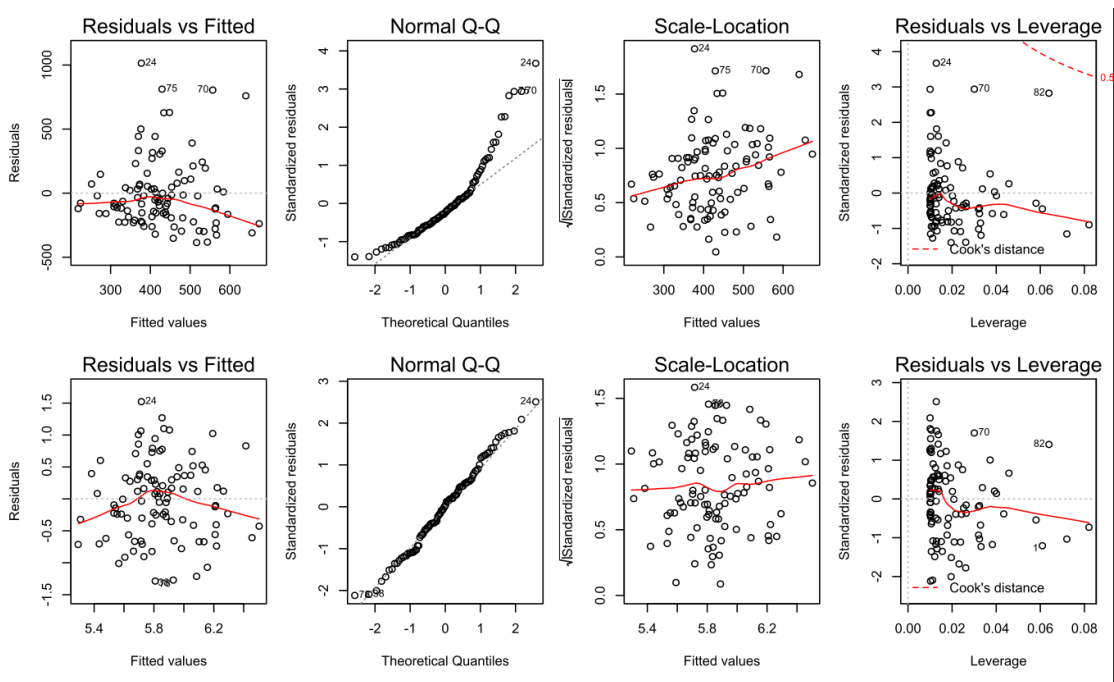 Residuals vs Fitted
Residuals
-500 0 500 1000
24
75
70
300 400 500 600
Fitted values
Normal Q-Q
Standardized residuals
-1 0 1 2 3 4
24
70
-2 -1 0 1 2
Theoretical Quantiles
Scale-Location
√|Standardized residuals|
0.0 0.5 1.0 1.5
24
75
70
300 400 500 600
Fitted values
Residuals vs Leverage
Standardized residuals
-2 -1 0 1 2 3 4
24
70
82
0.5
Cook's distance
0.00 0.02 0.04 0.06 0.08
Leverage
Residuals vs Fitted
Residuals
-1.5 -0.5 0.5 1.0 1.5
24
5.4 5.8 6.2
Fitted values
Normal Q-Q
Standardized residuals
-2 -1 0 1 2 3
24
-2 -1 0 1 2
Theoretical Quantiles
Scale-Location
√|Standardized residuals|
0.0 0.5 1.0 1.5
24
5.4 5.8 6.2
Fitted values
Residuals vs Leverage
Standardized residuals
-2 -1 0 1 2 3
70
82
1
Cook's distance
0.00 0.02 0.04 0.06 0.08
Leverage